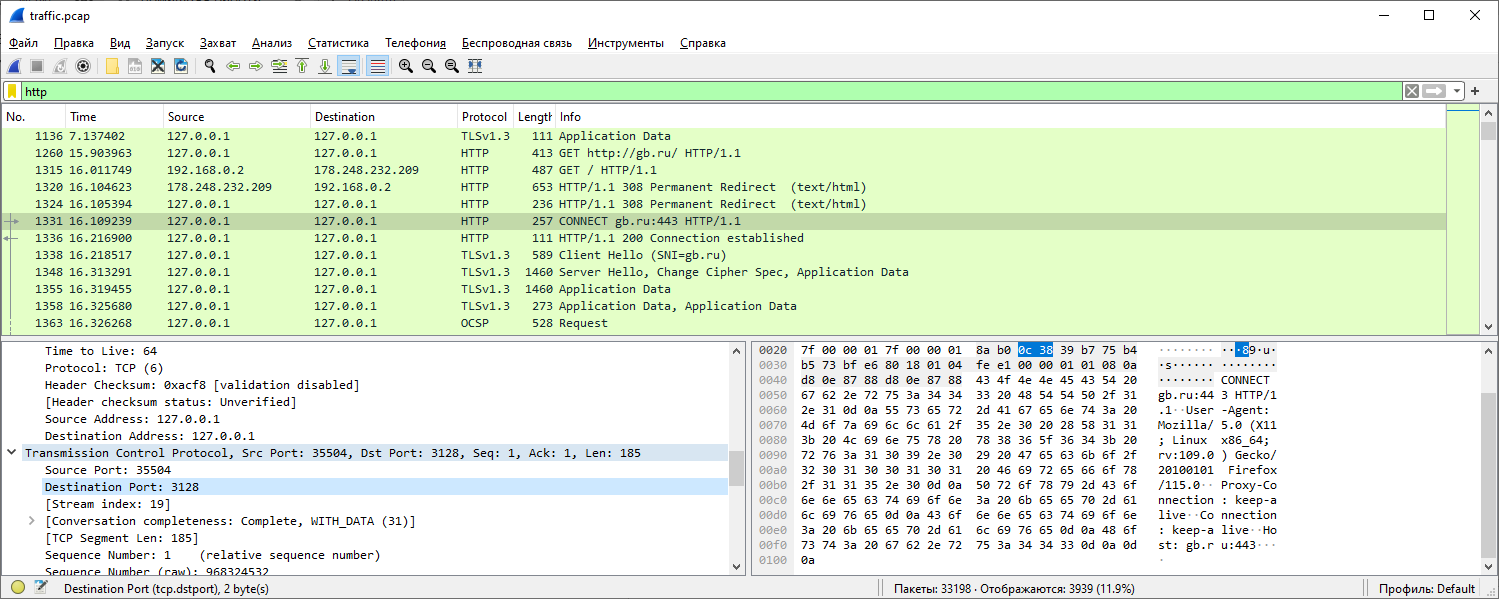 traffic.pcap
Файл Правка Вид Запуск Захват Анализ Статистика Телефония Беспроводная связь Инструменты Справка
http
No. Time Source Destination Protocol Length Info
1136 7.137402 127.0.0.1 127.0.0.1 TLSv1.3 111 Application Data
1260 15.903963 127.0.0.1 127.0.0.1 HTTP 413 GET http://gb.ru/ HTTP/1.1
1315 16.011749 192.168.0.2 178.248.232.209 HTTP 487 GET / HTTP/1.1
1320 16.104623 178.248.232.209 192.168.0.2 HTTP 653 HTTP/1.1 308 Permanent Redirect (text/html)
1324 16.105394 127.0.0.1 127.0.0.1 HTTP 236 HTTP/1.1 308 Permanent Redirect (text/html)
1331 16.109239 127.0.0.1 127.0.0.1 HTTP 257 CONNECT gb.ru:443 HTTP/1.1
1336 16.216900 127.0.0.1 127.0.0.1 HTTP 111 HTTP/1.1 200 Connection established
1338 16.218517 127.0.0.1 127.0.0.1 TLSv1.3 589 Client Hello (SNI=gb.ru)
1348 16.313291 127.0.0.1 127.0.0.1 TLSv1.3 1460 Server Hello, Change Cipher Spec, Application Data
1355 16.319455 127.0.0.1 127.0.0.1 TLSv1.3 1460 Application Data
1358 16.325680 127.0.0.1 127.0.0.1 TLSv1.3 273 Application Data, Application Data
1363 16.326268 127.0.0.1 127.0.0.1 OCSP 528 Request
Time to Live: 64
Protocol: TCP (6)
Header Checksum: 0xacf8 [validation disabled]
[Header checksum status: Unverified]
Source Address: 127.0.0.1
Destination Address: 127.0.0.1
Transmission Control Protocol, Src Port: 35504, Dst Port: 3128, Seq: 1, Ack: 1, Len: 185
Source Port: 35504
Destination Port: 3128
[Stream index: 19]
[Conversation completeness: Complete, WITH_DATA (31)]
[TCP Segment Len: 185]
Sequence Number: 1 (relative sequence number)
Sequence Number (raw): 968324532
0020 7f 00 00 01 7f 00 00 01 8a b0 0c 38 39 b7 75 b4 ········ ···89·u·
0030 b5 73 bf e6 80 18 01 04 fe e1 00 00 01 01 08 0a ·s······ ········
0040 d8 0e 87 88 d8 0e 87 88 43 4f 4e 4e 45 43 54 20 ········ CONNECT
0050 67 62 2e 72 75 3a 34 34 33 20 48 54 54 50 2f 31 gb.ru:44 3 HTTP/1
0060 2e 31 0d 0a 55 73 65 72 2d 41 67 65 6e 74 3a 20 .1··User -Agent:
0070 4d 6f 7a 69 6c 6c 61 2f 35 2e 30 20 28 58 31 31 Mozilla/ 5.0 (X11
0080 3b 20 4c 69 6e 75 78 20 78 38 36 5f 36 34 3b 20 ; Linux x86_64;
0090 72 76 3a 31 30 39 2e 30 29 20 47 65 63 6b 6f 2f rv:109.0 ) Gecko/
00a0 32 30 31 30 30 31 30 31 20 46 69 72 65 66 6f 78 20100101 Firefox
00b0 2f 31 31 35 2e 30 0d 0a 50 72 6f 78 79 2d 43 6f /115.0·· Proxy-Co
00c0 6e 6e 65 63 74 69 6f 6e 3a 20 6b 65 65 70 2d 61 nnection : keep-a
00d0 6c 69 76 65 0d 0a 43 6f 6e 6e 65 63 74 69 6f 6e live··Co nnection
00e0 3a 20 6b 65 65 70 2d 61 6c 69 76 65 0d 0a 48 6f : keep-a live··Ho
00f0 73 74 3a 20 67 62 2e 72 75 3a 34 34 33 0d 0a 0d st: gb.r u:443···
0100 0a ·
Destination Port (tcp.dstport), 2 byte(s) Пакеты: 33198 · Отображаются: 3939 (11.9%) Профиль: Default